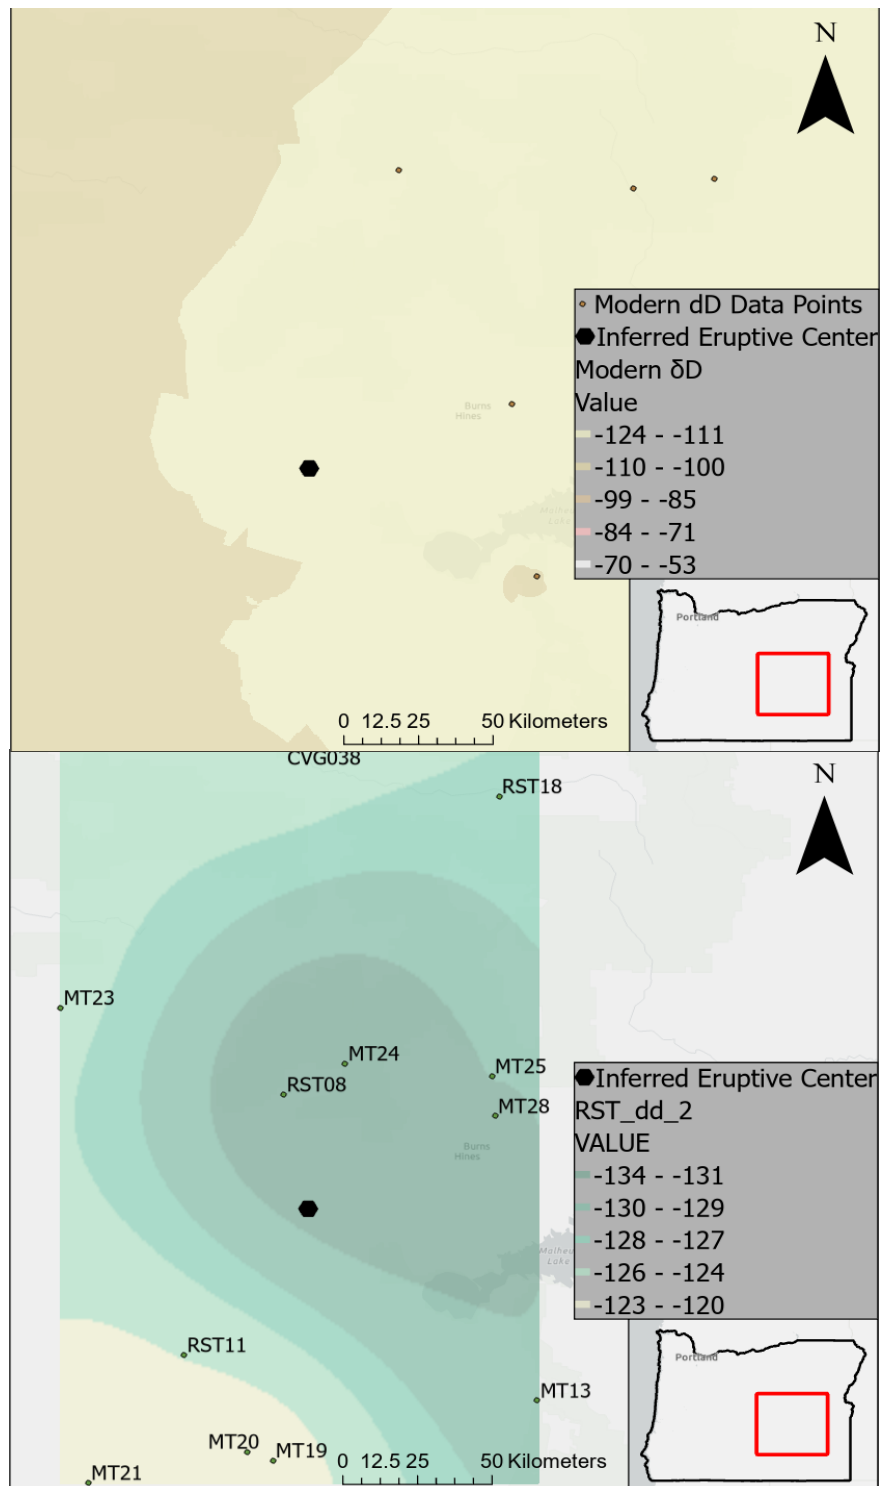 N
Burns
Hines
Modern dD Data Points
Inferred Eruptive Center
Modern δD
Value
-124 - -111
-110 - -100
-99 - -85
-84 - -71
-70 - -53
Portland
0 12.5 25 50 Kilometers
CVG038
RST18
N
MT23
MT24
MT25
RST08
MT28
Burns
Hines
Inferred Eruptive Center
RST_dd_2
VALUE
-134 - -131
-130 - -129
-128 - -127
-126 - -124
-123 - -120
Lake
Portland
RST11
MT13
MT20
MT19
MT21
0 12.5 25 50 Kilometers